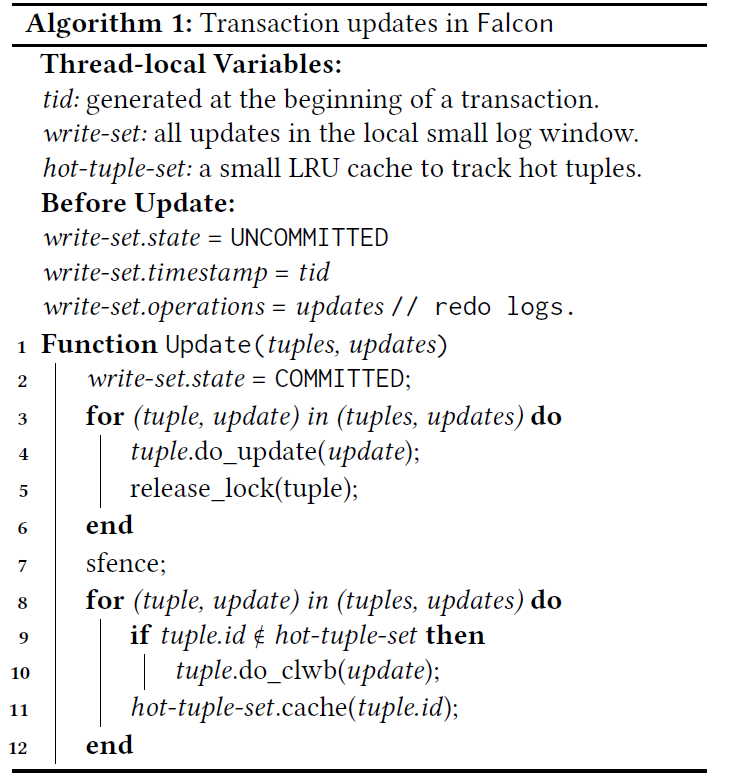 Algorithm 1: Transaction updates in Falcon
Thread-local Variables:
tid: generated at the beginning of a transaction.
write-set: all updates in the local small log window.
hot-tuple-set: a small LRU cache to track hot tuples.
Before Update:
write-set.state = UNCOMMITTED
write-set.timestamp = tid
write-set.operations = updates // redo logs.
1 Function Update(tuples, updates)
2 write-set.state = COMMITTED;
3 for (tuple, update) in (tuples, updates) do
4 tuple.do_update(update);
5 release_lock(tuple);
6 end
7 sfence;
8 for (tuple, update) in (tuples, updates) do
9 if tuple.id ∉ hot-tuple-set then
10 tuple.do_clwb(update);
11 hot-tuple-set.cache(tuple.id);
12 end